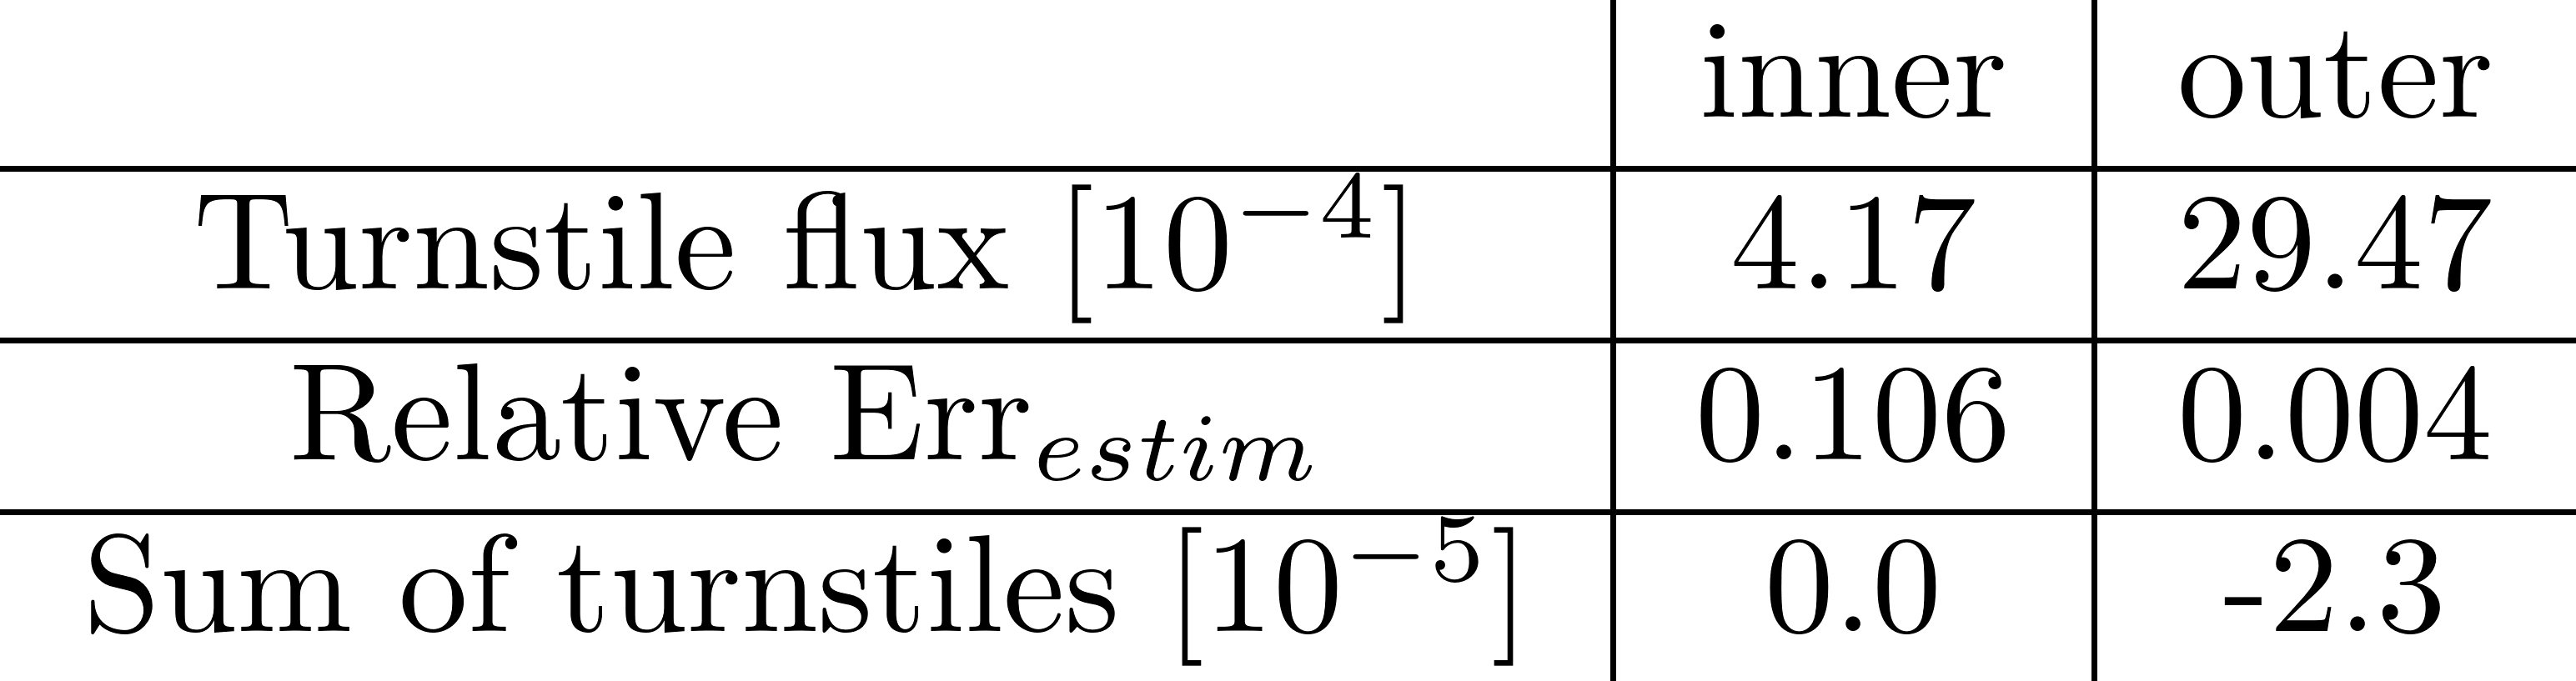 inner outer
Turnstile flux [10⁻⁴] 4.17 29.47
Relative Err_estim 0.106 0.004
Sum of turnstiles [10⁻⁵] 0.0 -2.3